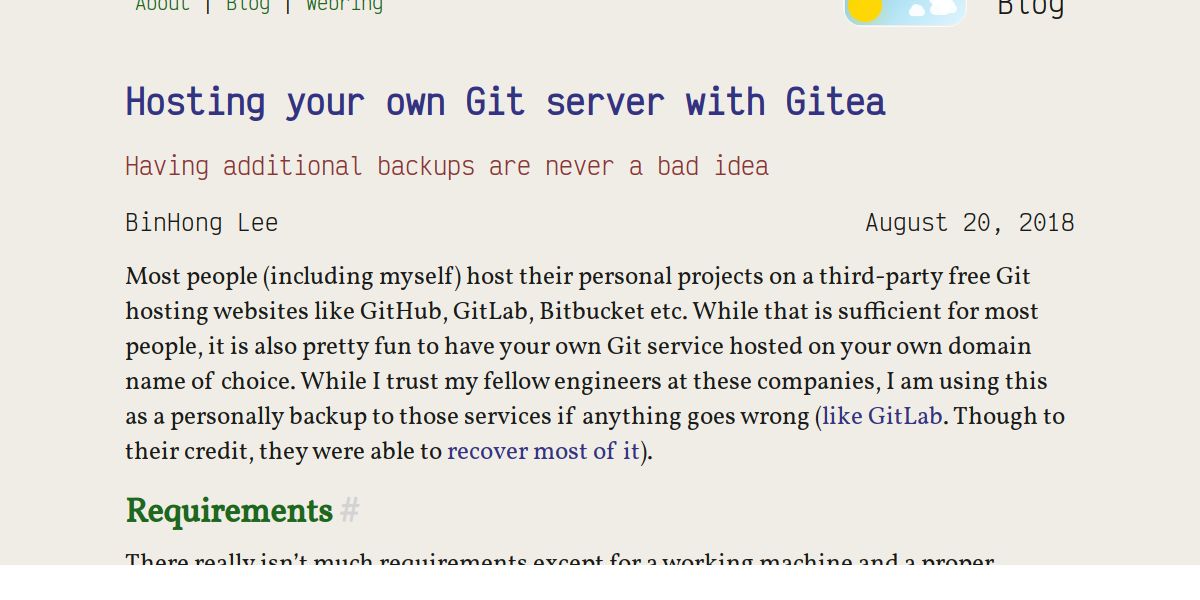 About | Blog | Webring
Blog
Hosting your own Git server with Gitea
Having additional backups are never a bad idea
BinHong Lee
August 20, 2018
Most people (including myself) host their personal projects on a third-party free Git
hosting websites like GitHub, GitLab, Bitbucket etc. While that is sufficient for most
people, it is also pretty fun to have your own Git service hosted on your own domain
name of choice. While I trust my fellow engineers at these companies, I am using this
as a personally backup to those services if anything goes wrong (like GitLab. Though to
their credit, they were able to recover most of it).
Requirements #
There really isn’t much requirements except for a working machine and a proper